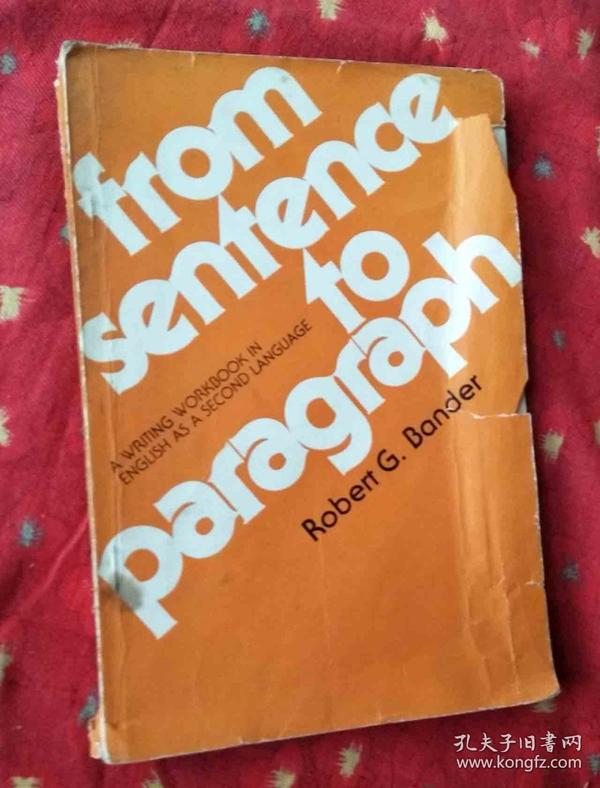 from
sentence
to
paragraph
A WRITING WORKBOOK IN
ENGLISH AS A SECOND LANGUAGE
Robert G. Bander
孔夫子旧書网
www.kongfz.com